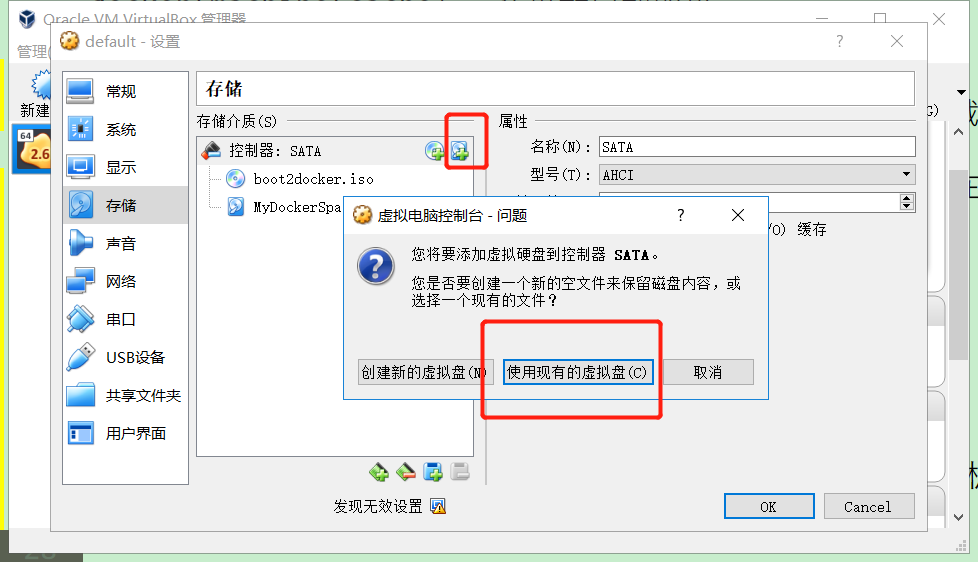 Oracle VM VirtualBox 管理器
管理(
default - 设置
新建
64
2.6
常规
系统
显示
存储
声音
网络
串口
USB设备
共享文件夹
用户界面
存储
存储介质(S)
控制器: SATA
boot2docker.iso
MyDockerSpa
属性
名称(N): SATA
型号(T): AHCI
缓存
虚拟电脑控制台 - 问题
您将要添加虚拟硬盘到控制器 SATA。
您是否要创建一个新的空文件来保留磁盘内容，或
选择一个现有的文件？
创建新的虚拟盘(N)
使用现有的虚拟盘(C)
取消
发现无效设置
OK
Cancel